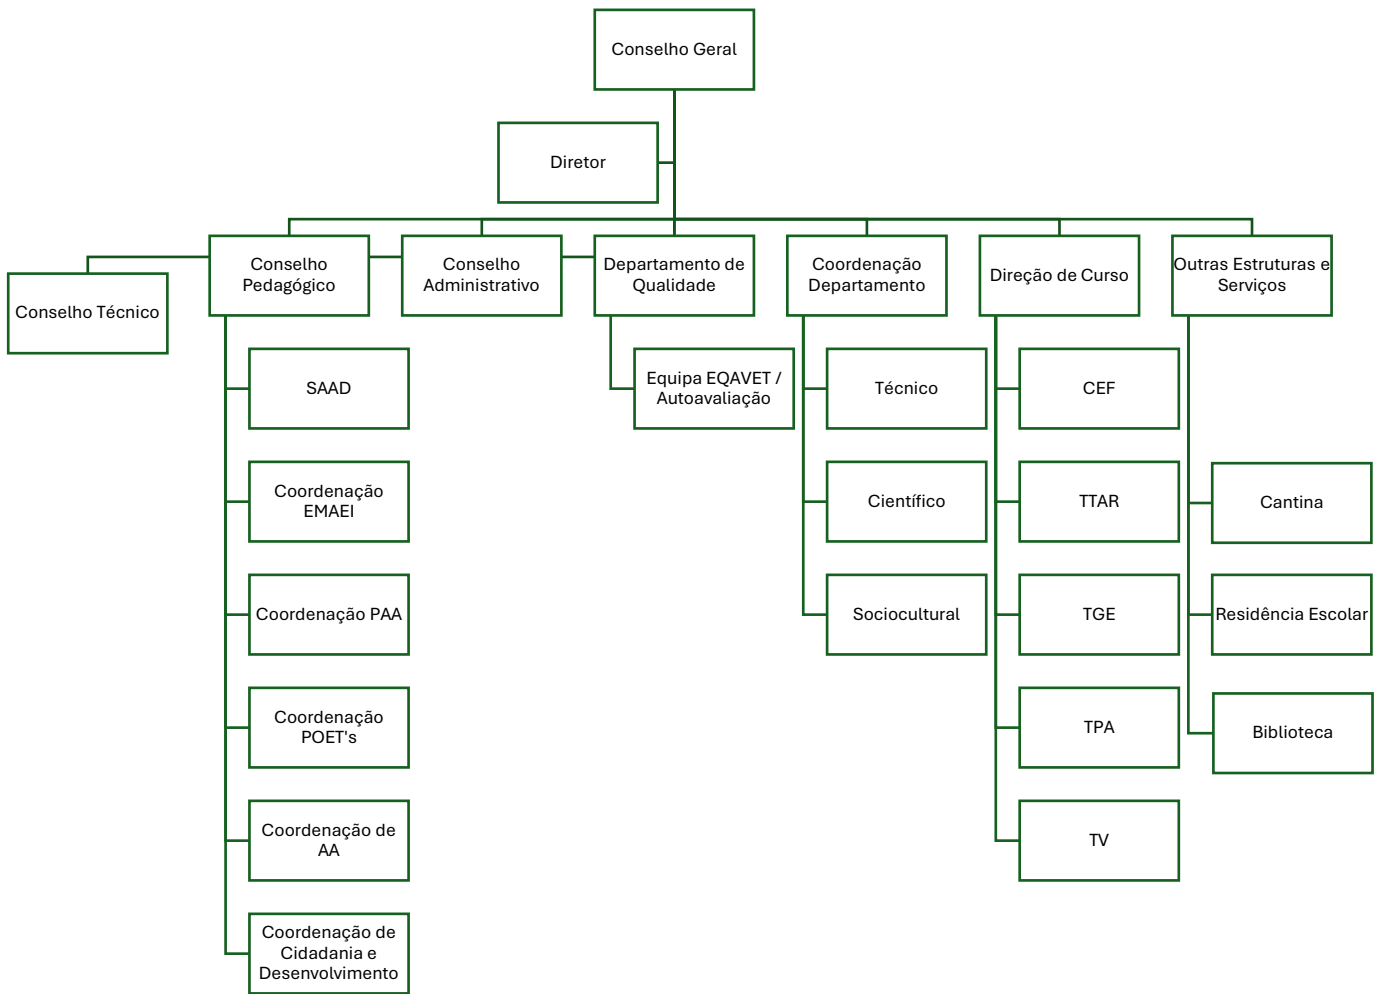 Conselho Geral
Diretor
Conselho Técnico
Conselho
Pedagógico
Conselho
Administrativo
Departamento de
Qualidade
Coordenação
Departamento
Direção de Curso
Outras Estruturas e
Serviços
SAAD
Coordenação
EMAEI
Coordenação PAA
Coordenação
POET's
Coordenação de
AA
Coordenação de
Cidadania e
Desenvolvimento
Equipa EQAVET /
Autoavaliação
Técnico
Científico
Sociocultural
CEF
TTAR
TGE
TPA
TV
Cantina
Residência Escolar
Biblioteca